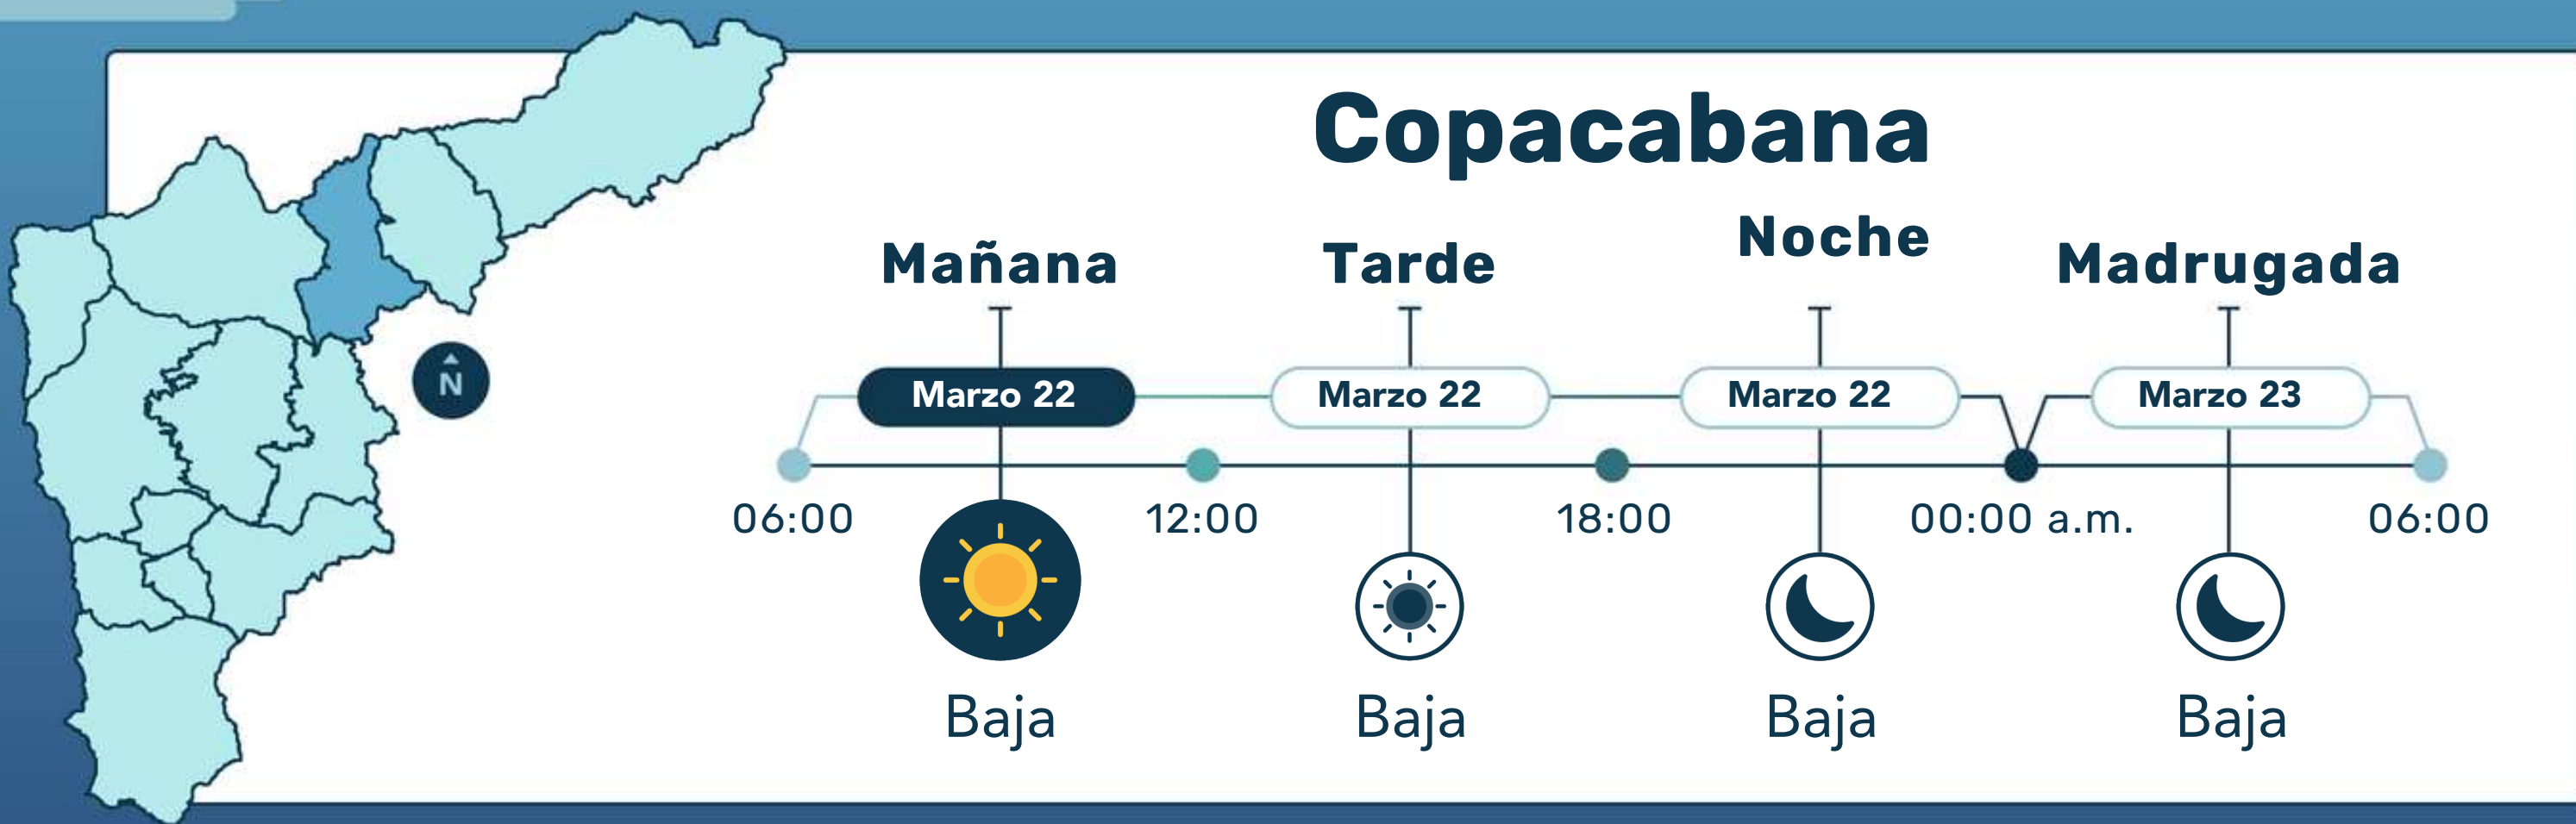 Copacabana
Mañana Tarde Noche Madrugada
N
Marzo 22 Marzo 22 Marzo 22 Marzo 23
06:00 12:00 18:00 00:00 a.m. 06:00
Baja Baja Baja Baja